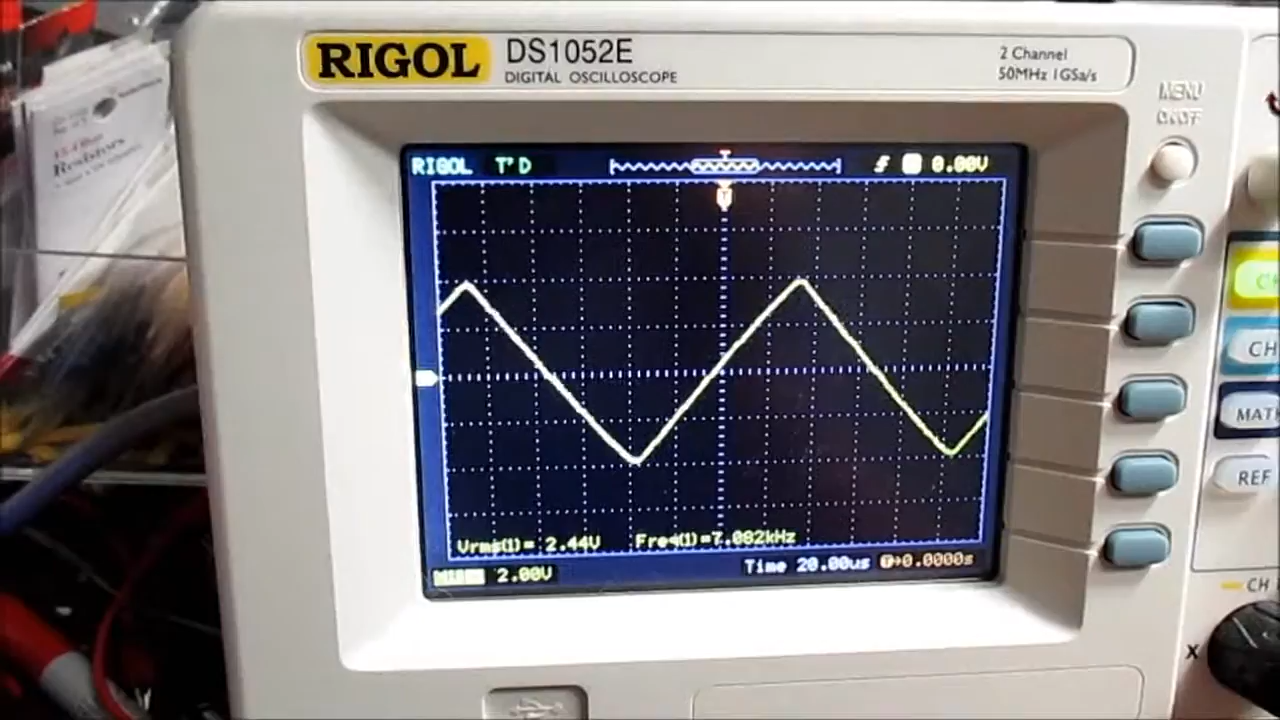 RIGOL DS1052E
DIGITAL OSCILLOSCOPE
2 Channel
50MHz 1GSa/s
MENU
ON/OFF
RIGOL T'D
T
0.00V
T
Resistors
CH
MATH
REF
Vrms(1)= 2.44V Freq(1)=7.082kHz
2.00V Time 20.00us T→0.0000s
CH
X